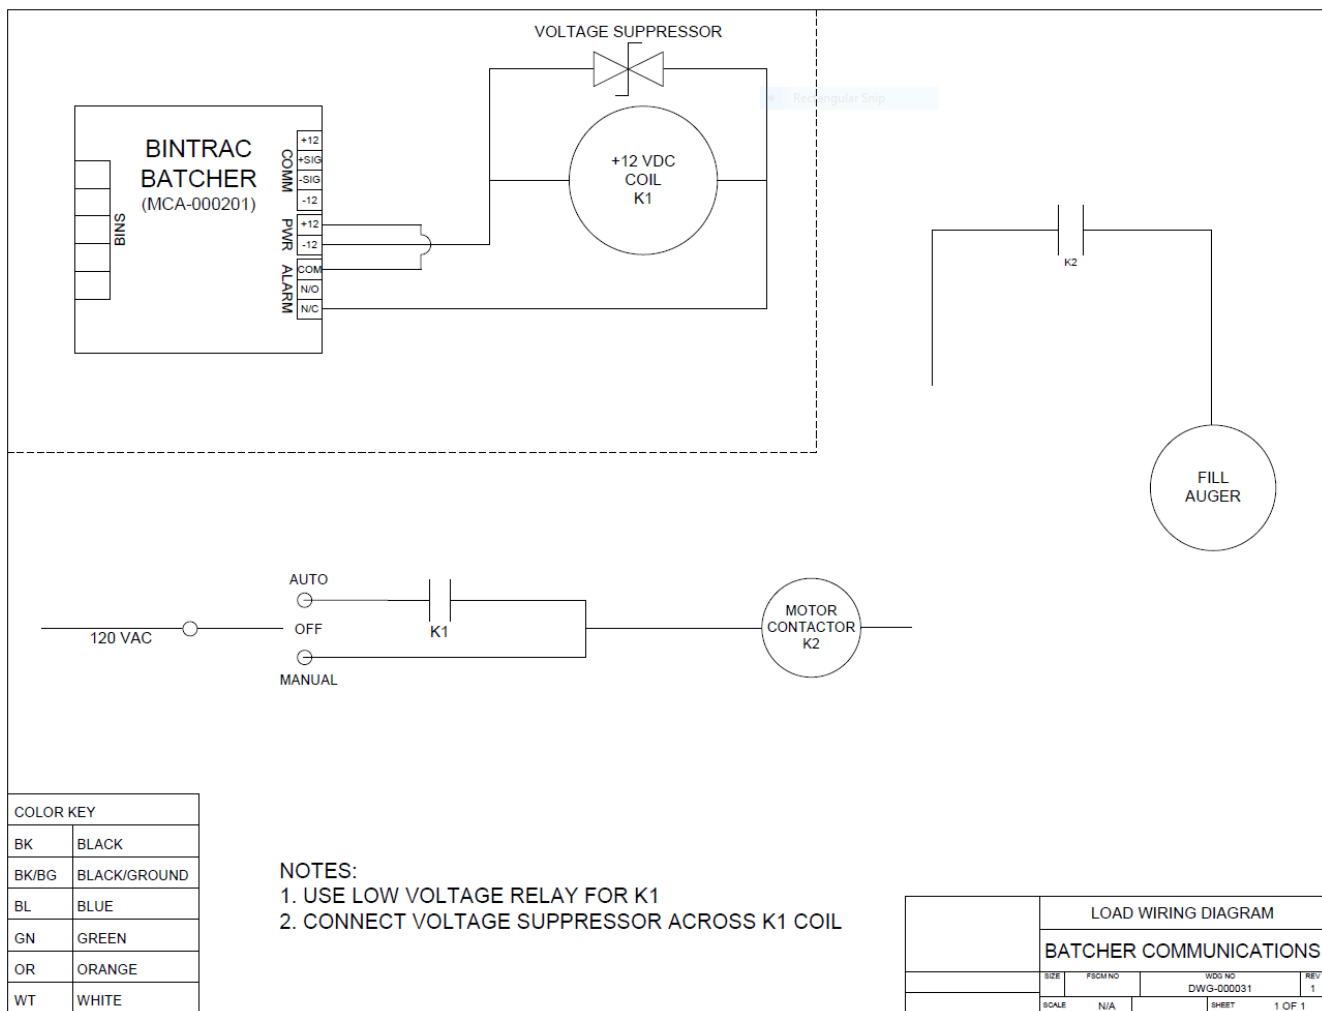 VOLTAGE SUPPRESSOR
Rectangular Snip
BINTRAC
BATCHER
(MCA-000201)
BINS
COMM
+12
+SIG
-SIG
-12
PWR
+12
-12
ALARM
COM
N/O
N/C
+12 VDC
COIL
K1
K2
FILL
AUGER
AUTO
120 VAC
OFF
K1
MANUAL
MOTOR
CONTACTOR
K2
COLOR KEY
BK BLACK
BK/BG BLACK/GROUND
BL BLUE
GN GREEN
OR ORANGE
WT WHITE
NOTES:
1. USE LOW VOLTAGE RELAY FOR K1
2. CONNECT VOLTAGE SUPPRESSOR ACROSS K1 COIL
LOAD WIRING DIAGRAM
BATCHER COMMUNICATIONS
SIZE FSCM NO WDG NO REV
DWG-000031 1
SCALE N/A SHEET 1 OF 1